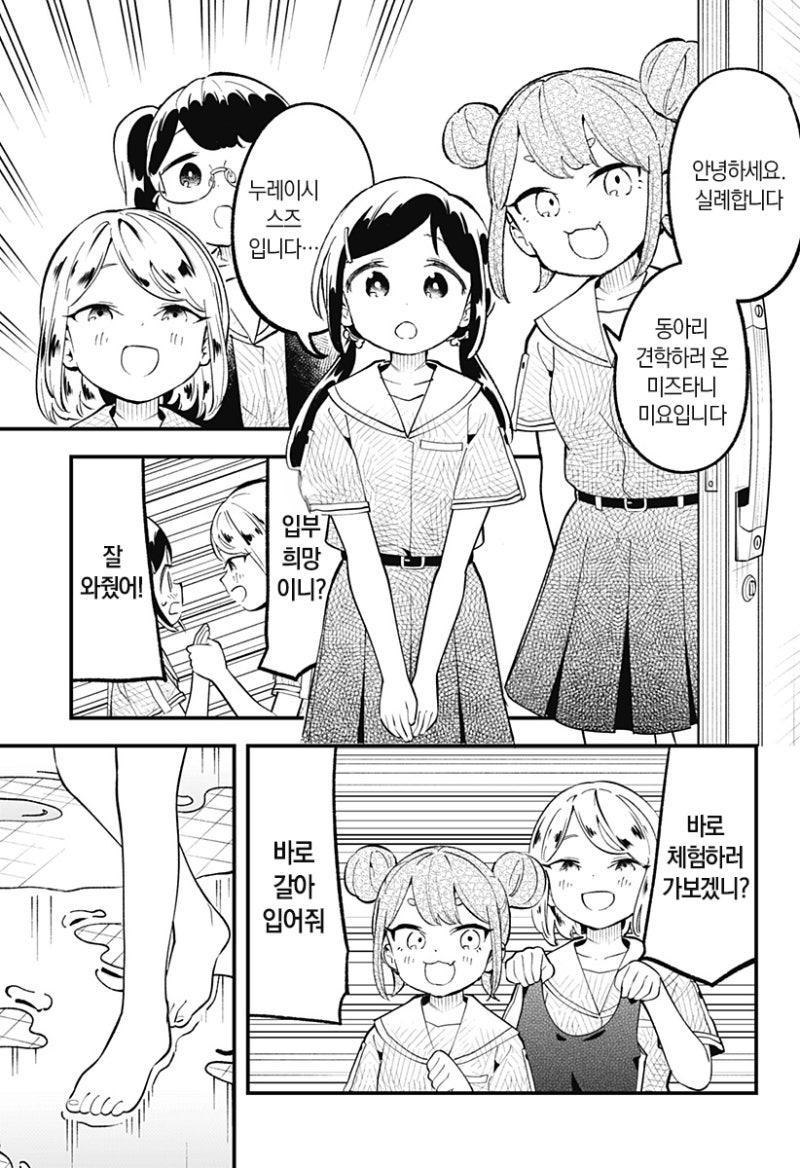 안녕하세요.
실례합니다
동아리
견학하러 온
미즈타니
미요입니다
누레이시
스즈
입니다…
입부
희망
이니?
잘
와줬어!
바로
체험하러
가보겠니?
바로
갈아
입어줘